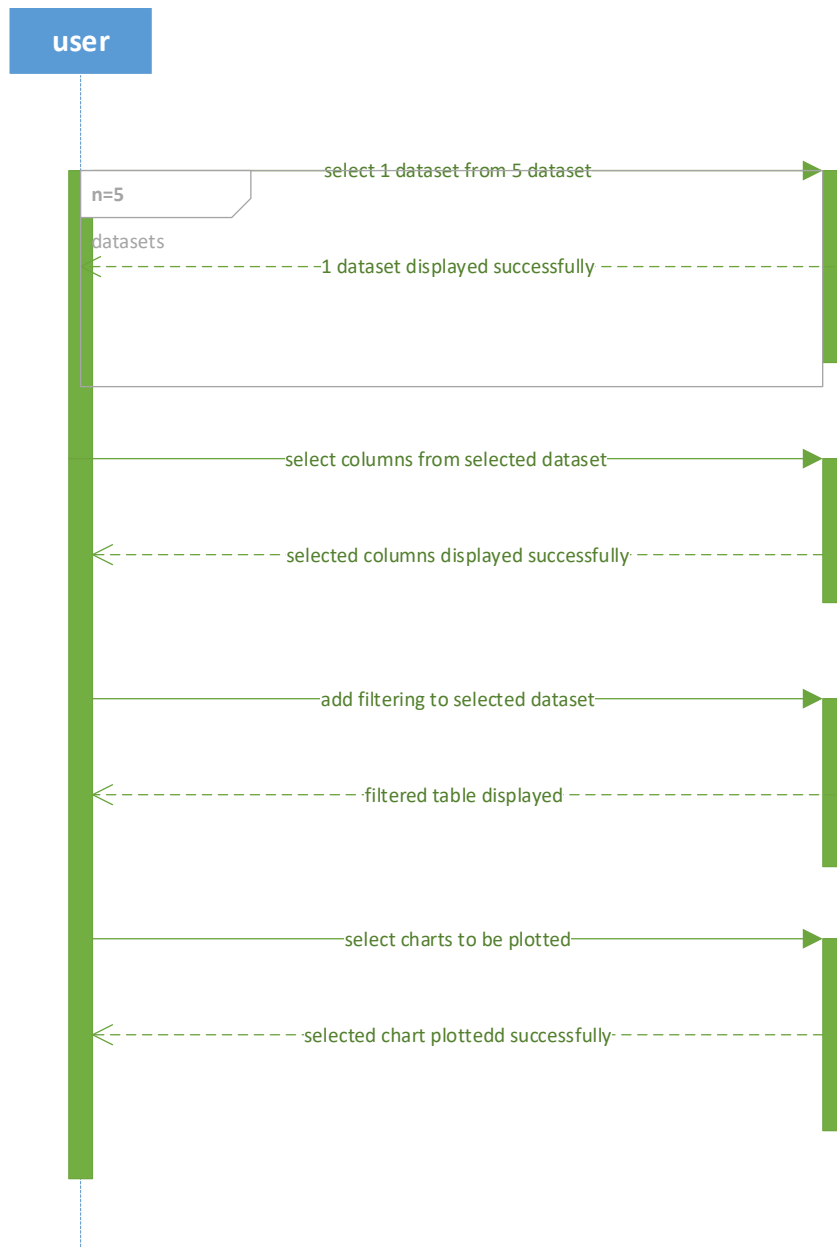 user
select 1 dataset from 5 dataset
n=5
datasets
1 dataset displayed successfully
select columns from selected dataset
selected columns displayed successfully
add filtering to selected dataset
filtered table displayed
select charts to be plotted
selected chart plottedd successfully